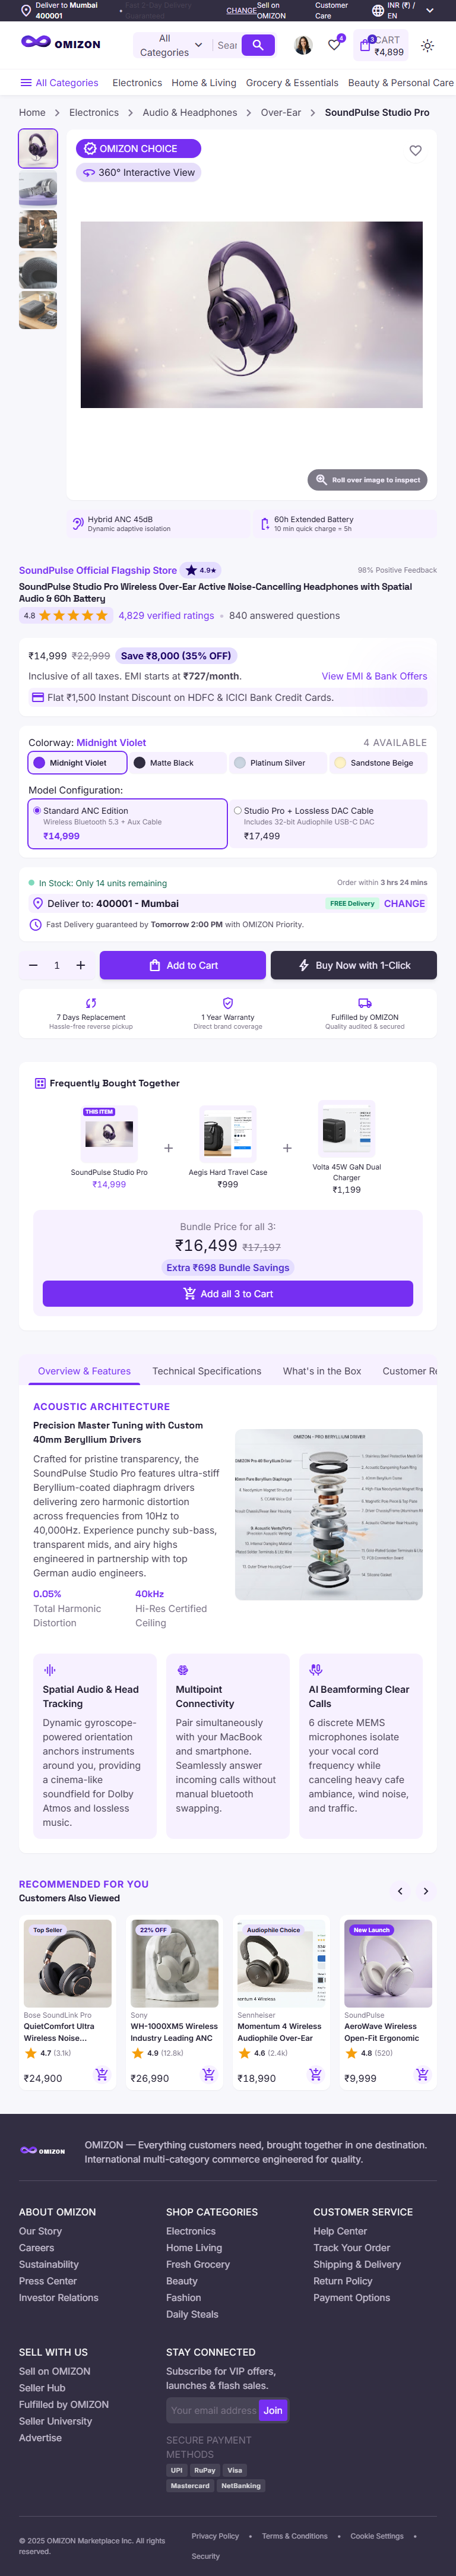 Deliver to Mumbai 400001
•
CHANGE
Sell on OMIZON
Customer Care
INR (₹) / EN
OMIZON
All Categories
Sear
4
3
CART
₹4,889
All Categories
Electronics
Home & Living
Grocery & Essentials
Beauty & Personal Care
Home > Electronics > Audio & Headphones > Over-Ear > SoundPulse Studio Pro
OMIZON CHOICE
360° Interactive View
Roll over image to inspect
Hybrid ANC 45dB
Dynamic adaptive isolation
60h Extended Battery
10 min quick charge = 5h
SoundPulse Official Flagship Store
4.9★
98% Positive Feedback
SoundPulse Studio Pro Wireless Over-Ear Active Noise-Cancelling Headphones with Spatial Audio & 60h Battery
4.8
4,829 verified ratings • 840 answered questions
₹14,999 ₹22,999 Save ₹8,000 (35% OFF)
Inclusive of all taxes. EMI starts at ₹727/month.
View EMI & Bank Offers
Flat ₹1,500 Instant Discount on HDFC & ICICI Bank Credit Cards.
Colorway: Midnight Violet
4 AVAILABLE
Midnight Violet
Matte Black
Platinum Silver
Sandstone Beige
Model Configuration:
Standard ANC Edition
Wireless Bluetooth 5.3 + Aux Cable
₹14,999
Studio Pro + Lossless DAC Cable
Includes 32-bit Audiophile USB-C DAC
₹17,499
In Stock: Only 14 units remaining
Order within 3 hrs 24 mins
Deliver to: 400001 - Mumbai
FREE Delivery
CHANGE
Fast Delivery guaranteed by Tomorrow 2:00 PM with OMIZON Priority.
− 1 +
Add to Cart
Buy Now with 1-Click
7 Days Replacement
Hassle-free reverse pickup
1 Year Warranty
Direct brand coverage
Fulfilled by OMIZON
Quality audited & secured
Frequently Bought Together
THIS ITEM
SoundPulse Studio Pro
₹14,999
+
Aegis Hard Travel Case
₹999
+
Volta 45W GaN Dual Charger
₹1,199
Bundle Price for all 3:
₹16,499 ₹17,197
Extra ₹698 Bundle Savings
Add all 3 to Cart
Overview & Features
Technical Specifications
What's in the Box
Customer Re
ACOUSTIC ARCHITECTURE
Precision Master Tuning with Custom 40mm Beryllium Drivers
Crafted for pristine transparency, the
SoundPulse Studio Pro features ultra-stiff
Beryllium-coated diaphragm drivers
delivering zero harmonic distortion
across frequencies from 10Hz to
40,000Hz. Experience punchy sub-bass,
transparent mids, and airy highs
engineered in partnership with top
German audio engineers.
0.05%
Total Harmonic Distortion
40kHz
Hi-Res Certified Ceiling
OMIZON - PRO BERYLLIUM DRIVER
Spatial Audio & Head Tracking
Dynamic gyroscope-
powered orientation
anchors instruments
around you, providing
a cinema-like
soundfield for Dolby
Atmos and lossless
music.
Multipoint Connectivity
Pair simultaneously
with your MacBook
and smartphone.
Seamlessly answer
incoming calls without
manual bluetooth
swapping.
AI Beamforming Clear Calls
6 discrete MEMS
microphones isolate
your vocal cord
frequency while
canceling heavy cafe
ambiance, wind noise,
and traffic.
RECOMMENDED FOR YOU
Customers Also Viewed
Top Seller
Bose SoundLink Pro
QuietComfort Ultra Wireless Noise...
4.7 (3.1k)
₹24,900
22% OFF
Sony
WH-1000XM5 Wireless Industry Leading ANC
4.9 (12.8k)
₹26,990
Audiophile Choice
Sennheiser
Momentum 4 Wireless Audiophile Over-Ear
4.6 (2.4k)
₹18,990
New Launch
SoundPulse
AeroWave Wireless Open-Fit Ergonomic
4.8 (520)
₹9,999
OMIZON
OMIZON — Everything customers need, brought together in one destination.
International multi-category commerce engineered for quality.
ABOUT OMIZON
Our Story
Careers
Sustainability
Press Center
Investor Relations
SHOP CATEGORIES
Electronics
Home Living
Fresh Grocery
Beauty
Fashion
Daily Steals
CUSTOMER SERVICE
Help Center
Track Your Order
Shipping & Delivery
Return Policy
Payment Options
SELL WITH US
Sell on OMIZON
Seller Hub
Fulfilled by OMIZON
Seller University
Advertise
STAY CONNECTED
Subscribe for VIP offers,
launches & flash sales.
Your email address
Join
SECURE PAYMENT METHODS
UPI
RuPay
Visa
Mastercard
NetBanking
© 2025 OMIZON Marketplace Inc. All rights reserved.
Privacy Policy • Terms & Conditions • Cookie Settings •
Security